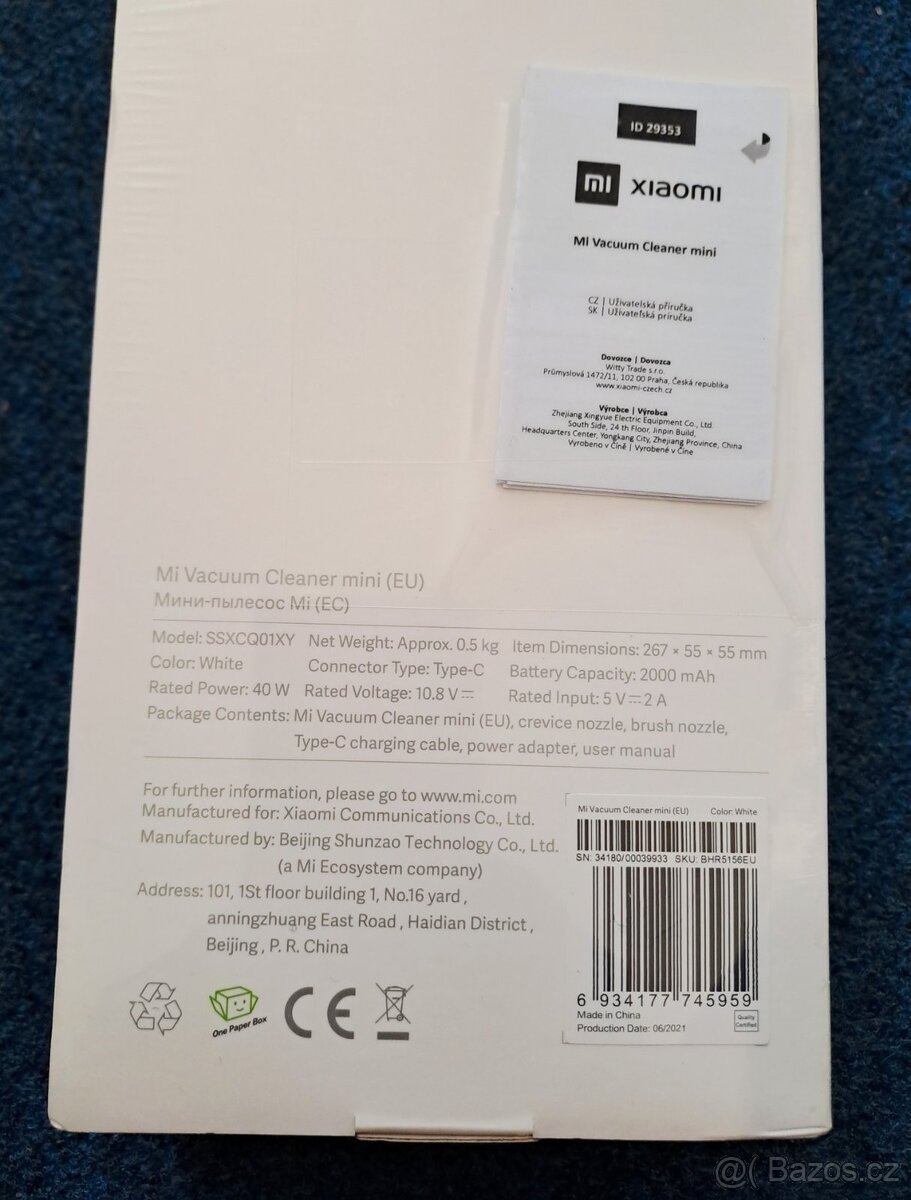 ID 29353
mi xiaomi
Mi Vacuum Cleaner mini
CZ | Uživatelská příručka
SK | Užívateľská príručka
Dovozce | Dovozca
Witty Trade s.r.o.
Průmyslová 1472/11, 102 00 Praha, Česká republika
www.xiaomi-czech.cz
Výrobce | Výrobca
Zhejiang Xingyue Electric Equipment Co., Ltd.
South Side, 24 th Floor, Jinpin Build,
Headquarters Center, Yongkang City, Zhejiang Province, China
Vyrobeno v Číně | Vyrobené v Číne
Mi Vacuum Cleaner mini (EU)
Мини-пылесос Mi (ЕС)
Model: SSXCQ01XY Net Weight: Approx. 0.5 kg Item Dimensions: 267 × 55 × 55 mm
Color: White Connector Type: Type-C Battery Capacity: 2000 mAh
Rated Power: 40 W Rated Voltage: 10.8 V⎓ Rated Input: 5 V⎓2 A
Package Contents: Mi Vacuum Cleaner mini (EU), crevice nozzle, brush nozzle,
Type-C charging cable, power adapter, user manual
For further information, please go to www.mi.com
Manufactured for: Xiaomi Communications Co., Ltd.
Manufactured by: Beijing Shunzao Technology Co., Ltd.
(a Mi Ecosystem company)
Address: 101, 1St floor building 1, No.16 yard,
anningzhuang East Road, Haidian District,
Beijing, P. R. China
One Paper Box
CE
Mi Vacuum Cleaner mini (EU) Color: White
SN: 34180/00039933 SKU: BHR5156EU
6 934177 745959
Made in China
Production Date: 06/2021
Quality
Certified
@( Bazos.cz